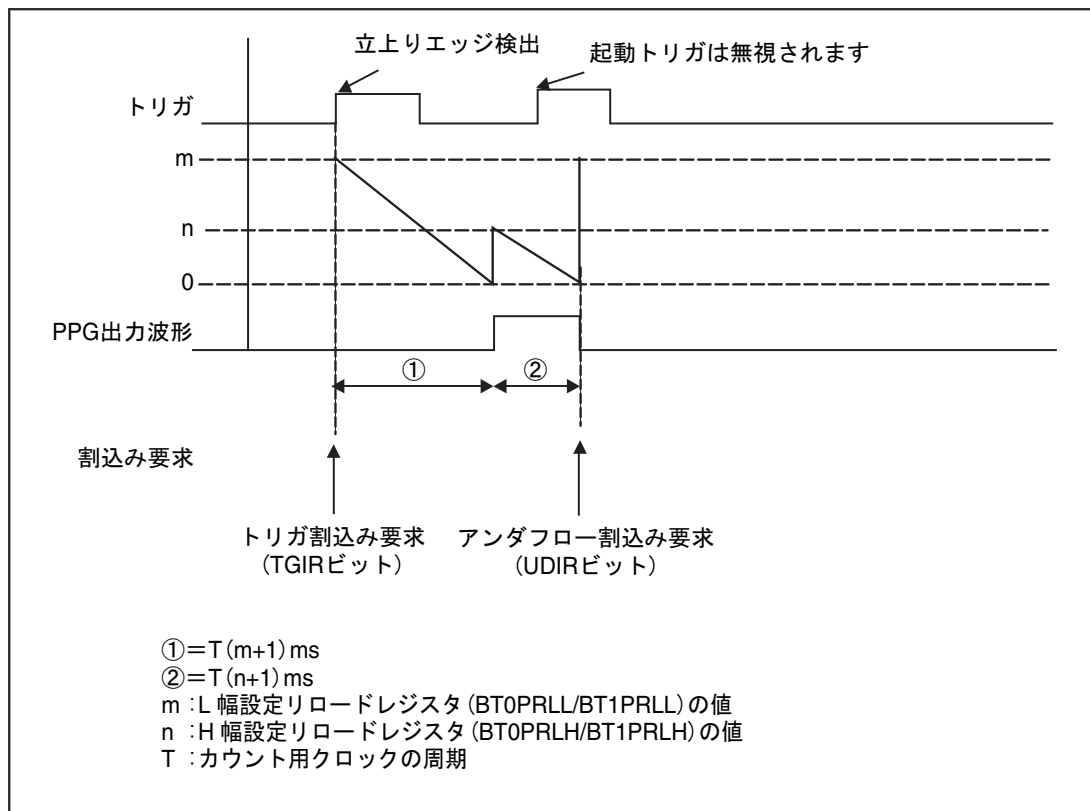 立上りエッジ検出
起動トリガは無視されます
トリガ
m
n
0
PPG出力波形
① ②
割込み要求
トリガ割込み要求
(TGIRビット)
アンダフロー割込み要求
(UDIRビット)
①=T(m+1)ms
②=T(n+1)ms
m :L 幅設定リロードレジスタ(BT0PRLL/BT1PRLL)の値
n :H 幅設定リロードレジスタ(BT0PRLH/BT1PRLH)の値
T :カウント用クロックの周期